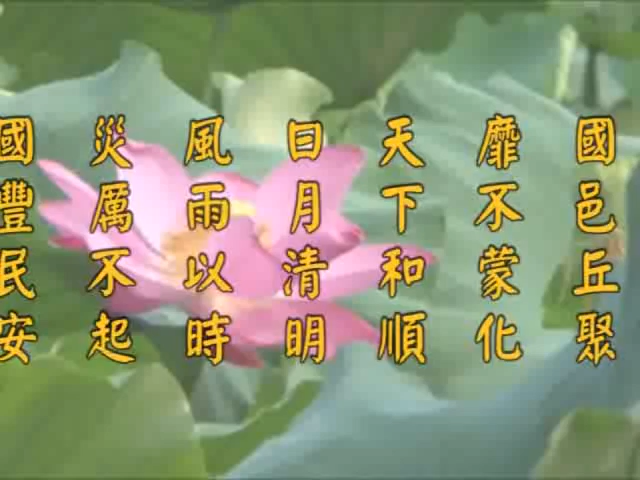 國邑丘聚
靡不蒙化
天下和順
日月清明
風雨以時
災厲不起
國豐民安